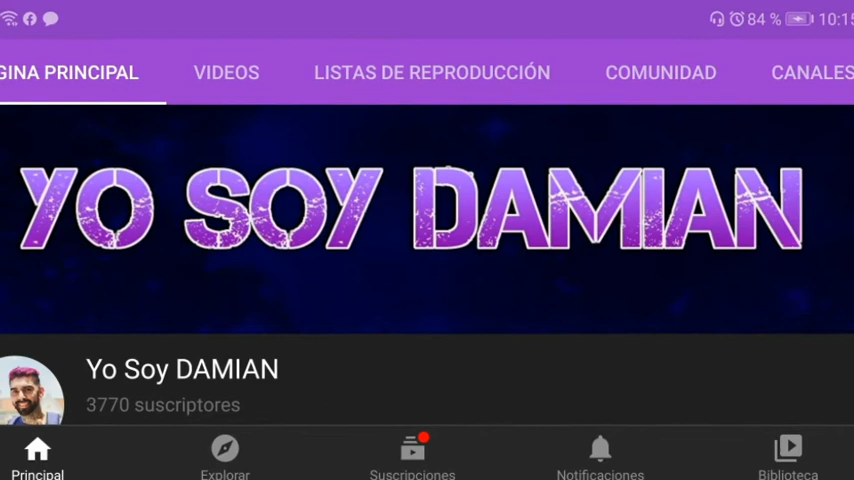 84 % 10:15
GINA PRINCIPAL VIDEOS LISTAS DE REPRODUCCIÓN COMUNIDAD CANALES
YO SOY DAMIAN
Yo Soy DAMIAN
3770 suscriptores
Principal Explorar Suscripciones Notificaciones Biblioteca